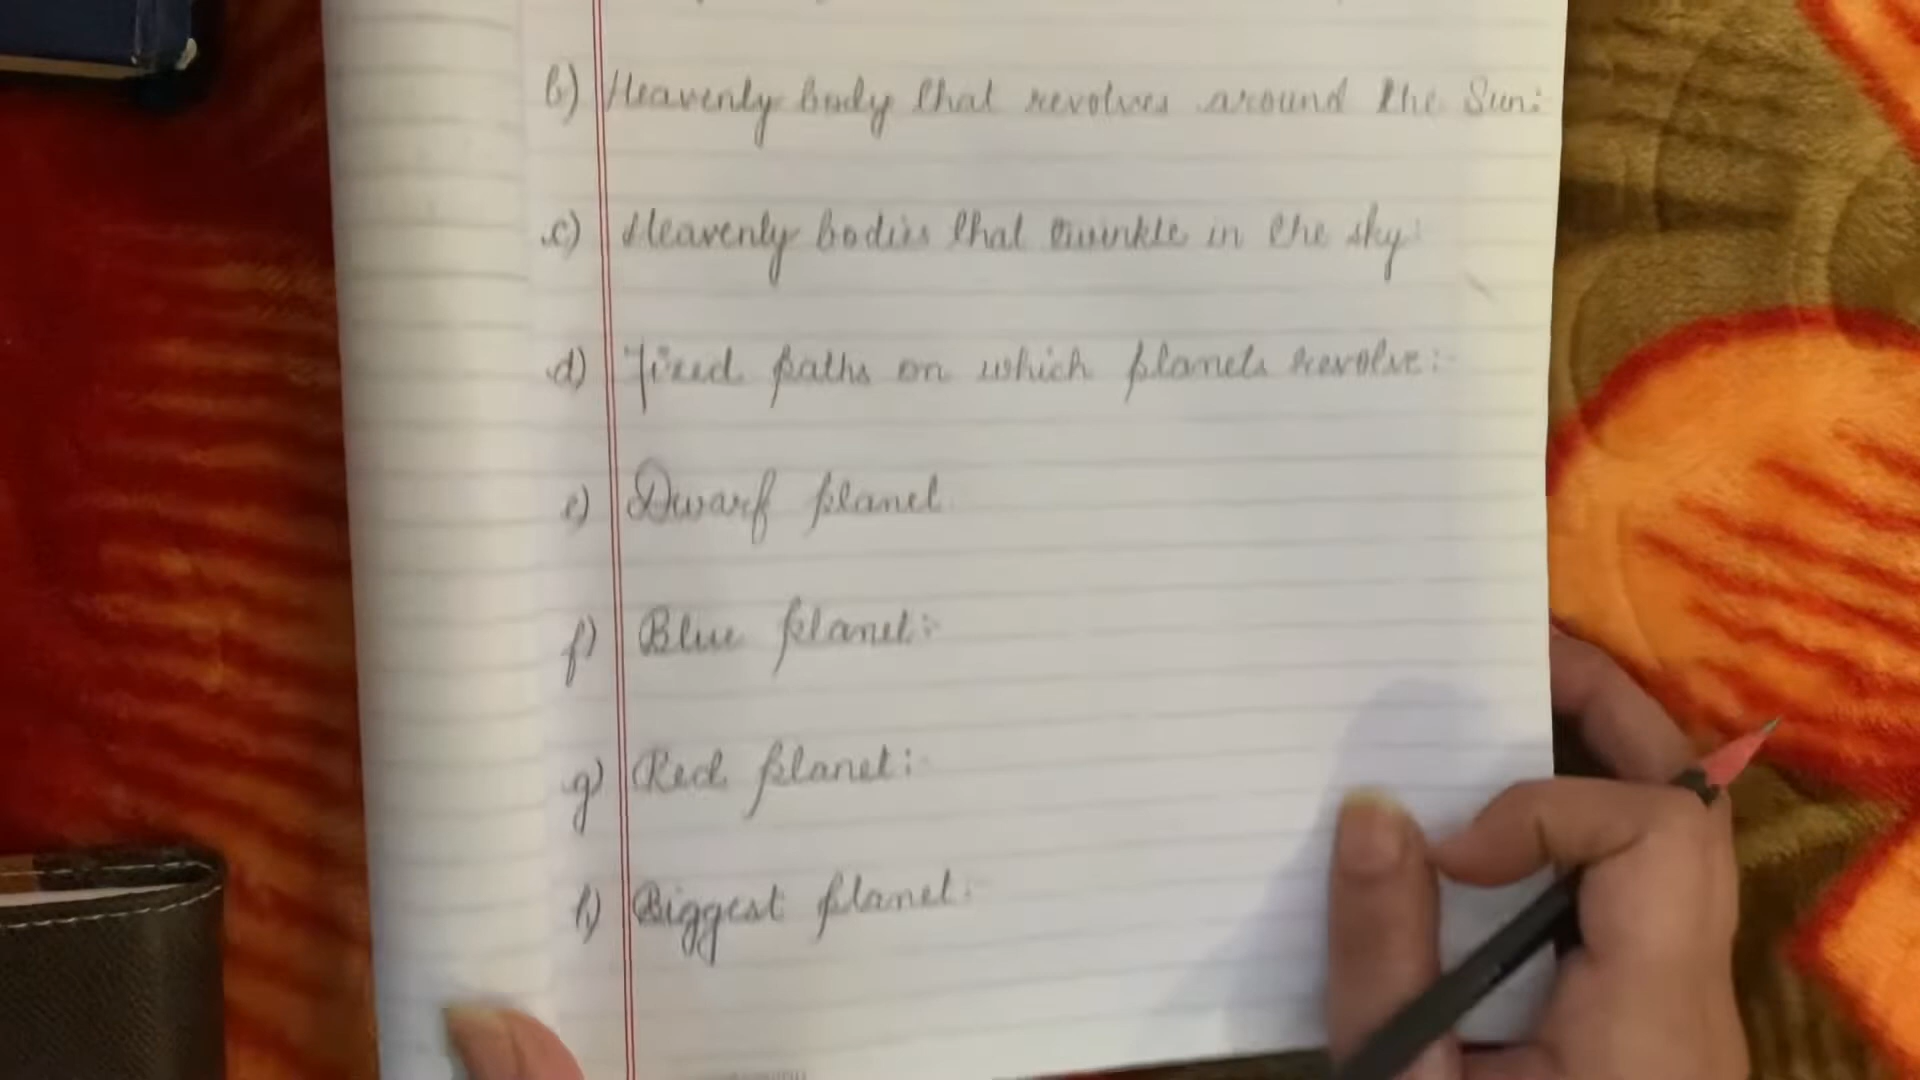 b) Heavenly body that revolves around the Sun:
c) Heavenly bodies that twinkle in the sky:
d) Fixed paths on which planets revolve:-
e) Dwarf planet
f) Blue planet:-
g) Red planet:-
h) Biggest planet:-